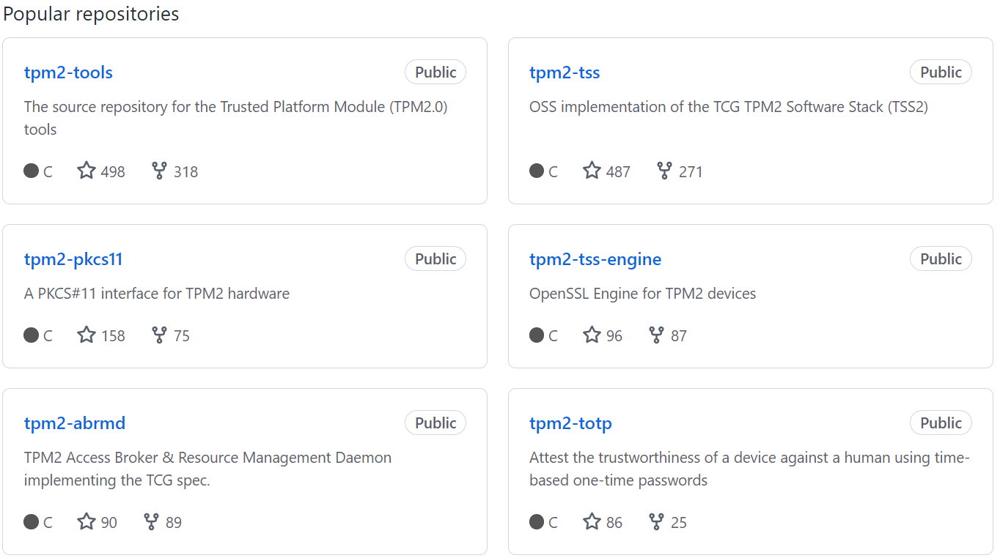 Popular repositories
tpm2-tools Public
The source repository for the Trusted Platform Module (TPM2.0)
tools
C 498 318
tpm2-tss Public
OSS implementation of the TCG TPM2 Software Stack (TSS2)
C 487 271
tpm2-pkcs11 Public
A PKCS#11 interface for TPM2 hardware
C 158 75
tpm2-tss-engine Public
OpenSSL Engine for TPM2 devices
C 96 87
tpm2-abrmd Public
TPM2 Access Broker & Resource Management Daemon
implementing the TCG spec.
C 90 89
tpm2-totp Public
Attest the trustworthiness of a device against a human using time-
based one-time passwords
C 86 25